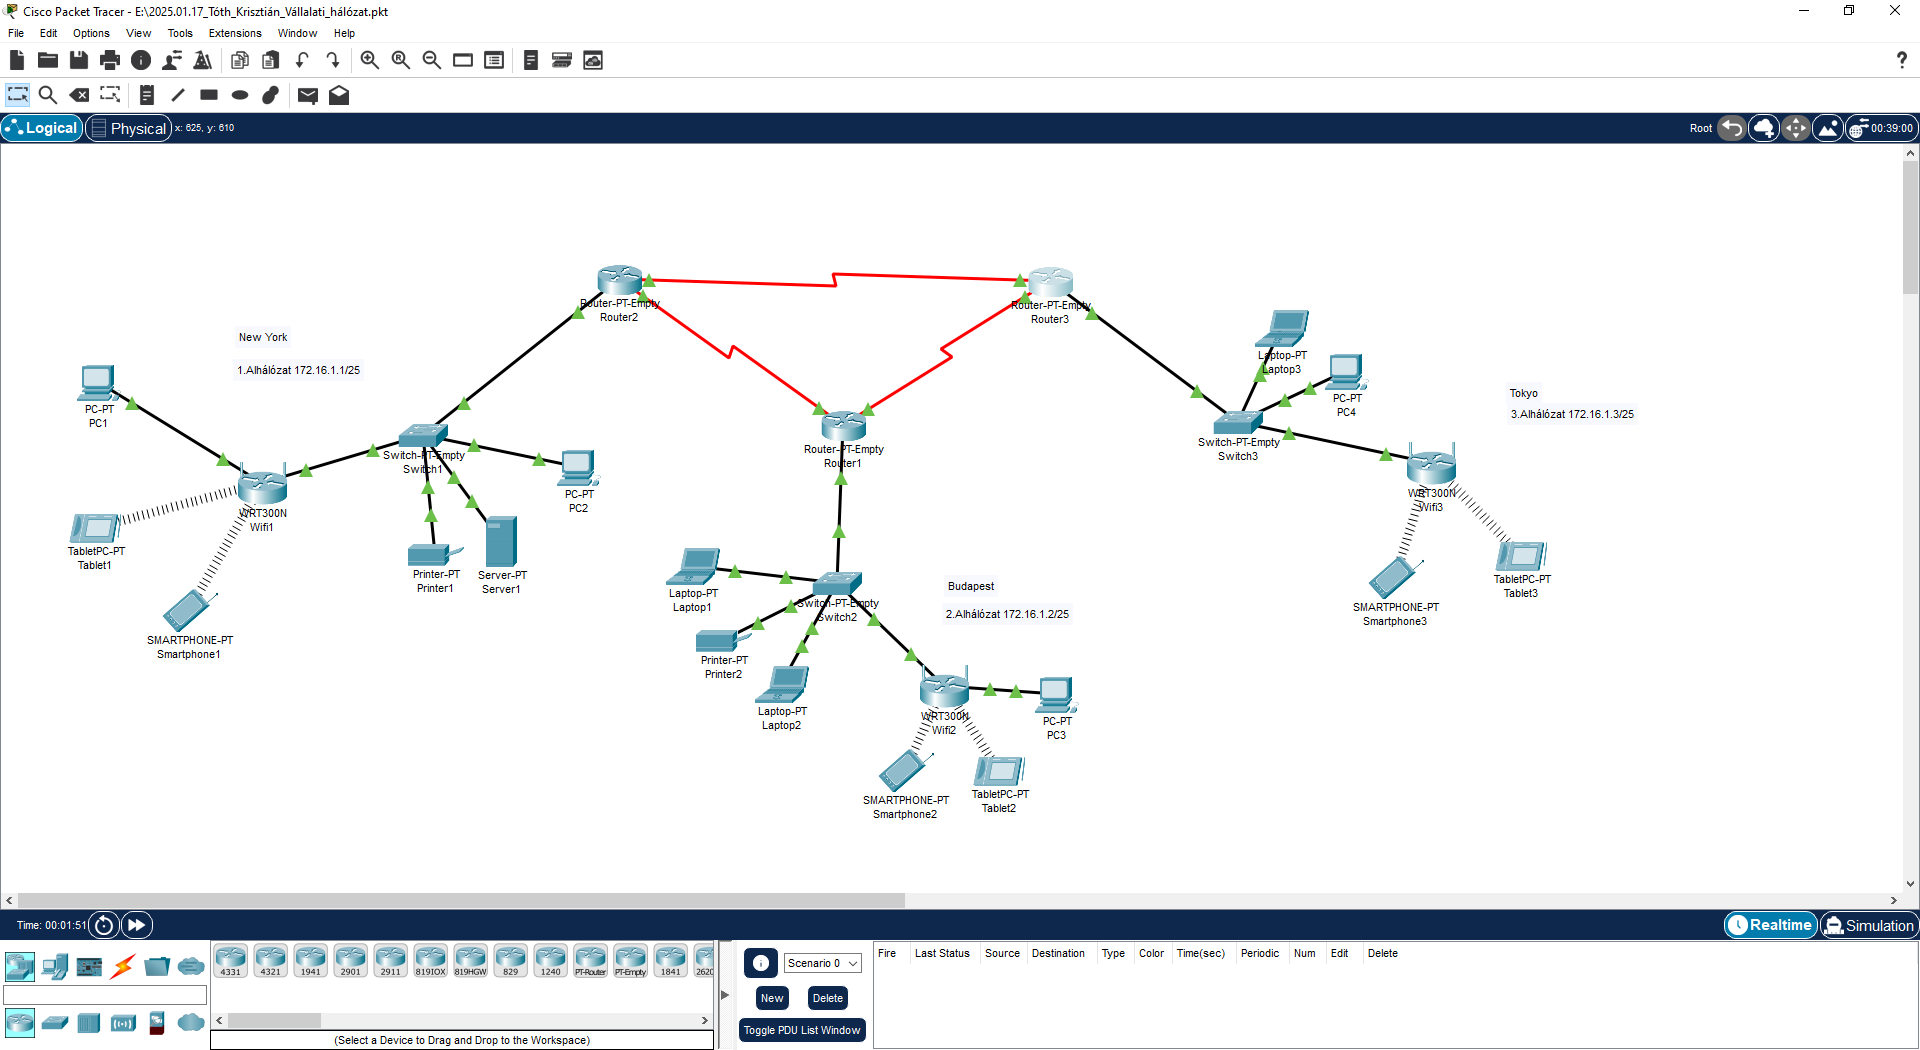 Cisco Packet Tracer - E:\2025.01.17_Tóth_Krisztián_Vállalati_hálózat.pkt
File Edit Options View Tools Extensions Window Help
Logical Physical x: 625, y: 610 Root 00:39:00
Router-PT-Empty
Router2
Router-PT-Empty
Router3
New York
1.Alhálózat 172.16.1.1/25
Laptop-PT
Laptop3
PC-PT
PC4
Tokyo
3.Alhálózat 172.16.1.3/25
PC-PT
PC1
Switch-PT-Empty
Switch1
Router-PT-Empty
Router1
Switch-PT-Empty
Switch3
PC-PT
PC2
WRT300N
Wifi1
WRT300N
Wifi3
TabletPC-PT
Tablet1
Printer-PT
Printer1
Server-PT
Server1
Laptop-PT
Laptop1
Switch-PT-Empty
Switch2
Budapest
2.Alhálózat 172.16.1.2/25
SMARTPHONE-PT
Smartphone3
TabletPC-PT
Tablet3
SMARTPHONE-PT
Smartphone1
Printer-PT
Printer2
Laptop-PT
Laptop2
WRT300N
Wifi2
PC-PT
PC3
SMARTPHONE-PT
Smartphone2
TabletPC-PT
Tablet2
Time: 00:01:51 Realtime Simulation
4331 4321 1941 2901 2911 819IOX 819HGW 829 1240 PT-Router PT-Empty 1841 2620
(Select a Device to Drag and Drop to the Workspace)
Scenario 0
New Delete
Toggle PDU List Window
Fire Last Status Source Destination Type Color Time(sec) Periodic Num Edit Delete